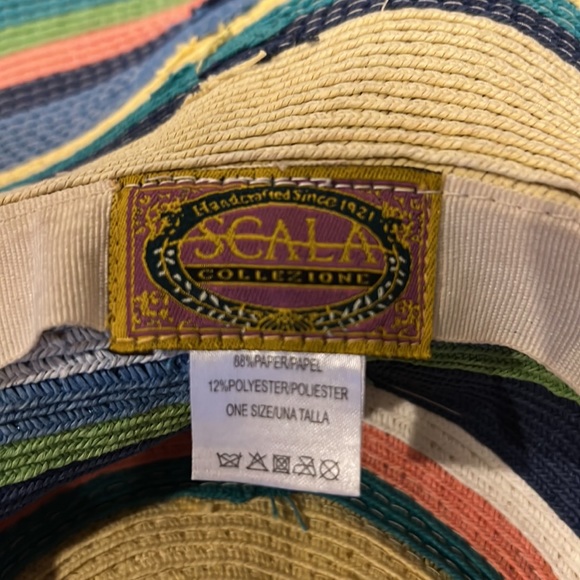 Handcrafted Since 1921
SCALA
COLLEZIONE
88%PAPER/PAPEL
12%POLYESTER/POLIESTER
ONE SIZE/UNA TALLA